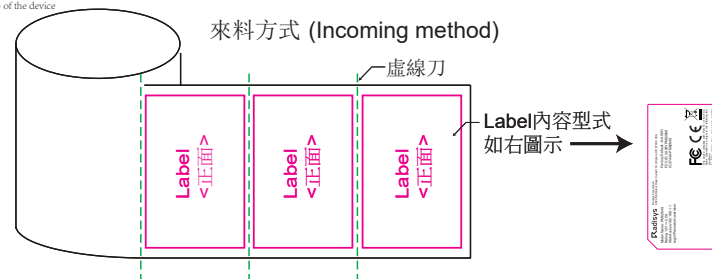 of the device
來料方式 (Incoming method)
虛線刀
Label
<正面>
Label
<正面>
Label
<正面>
Label內容型式
如右圖示
Radisys
FC CE